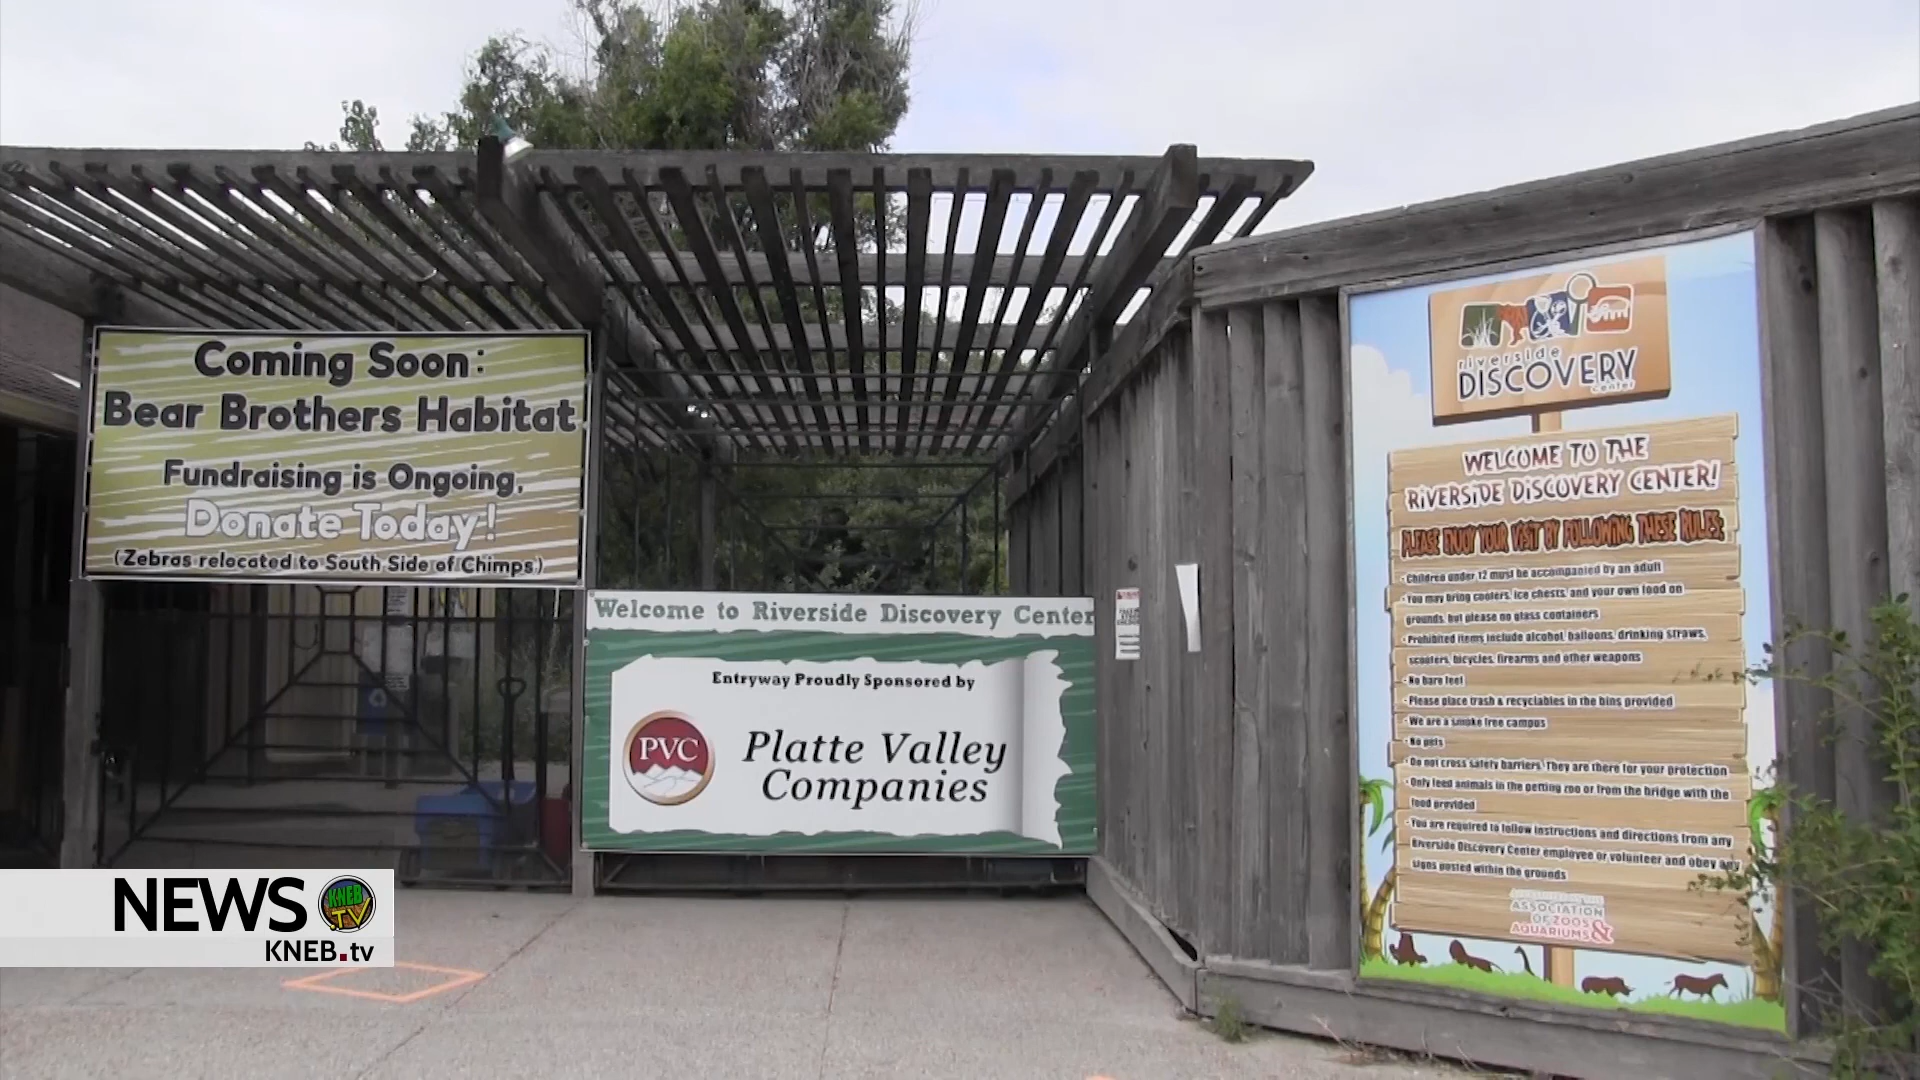 Coming Soon:
Bear Brothers Habitat
Fundraising is Ongoing,
Donate Today!
(Zebras relocated to South Side of Chimps)
Welcome to Riverside Discovery Center
Entryway Proudly Sponsored by
PVC
Platte Valley
Companies
riverside
DISCOVERY
center
WELCOME TO THE
RIVERSIDE DISCOVERY CENTER!
PLEASE ENJOY YOUR VISIT BY FOLLOWING THESE RULES:
· Children under 12 must be accompanied by an adult
· You may bring coolers, ice chests, and your own food on
grounds, but please no glass containers
· Prohibited items include alcohol, balloons, drinking straws,
scooters, bicycles, firearms and other weapons
· No bare feet
· Please place trash & recyclables in the bins provided
· We are a smoke free campus
· No pets
· Do not cross safety barriers. They are there for your protection
· Only feed animals in the petting zoo or from the bridge with the
food provided
· You are required to follow instructions and directions from any
Riverside Discovery Center employee or volunteer and obey any
signs posted within the grounds
ASSOCIATION
OF ZOOS
AQUARIUMS &
NEWS
KNEB
.TV
KNEB.tv